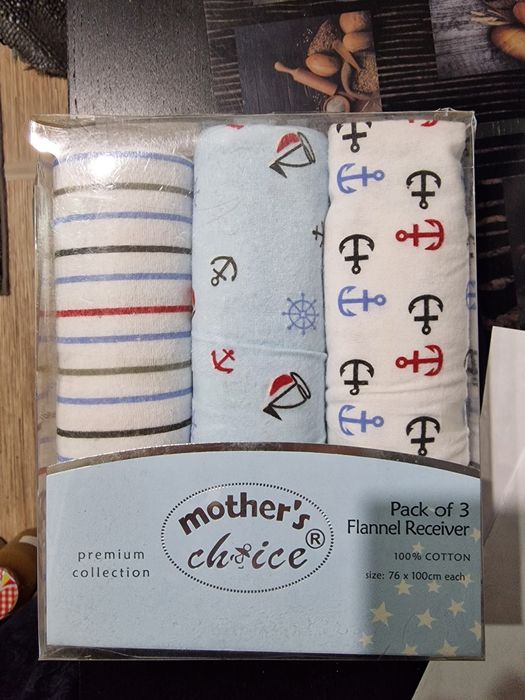 premium
collection
mother's
choice®
Pack of 3
Flannel Receiver
100% COTTON
size: 76 x 100cm each